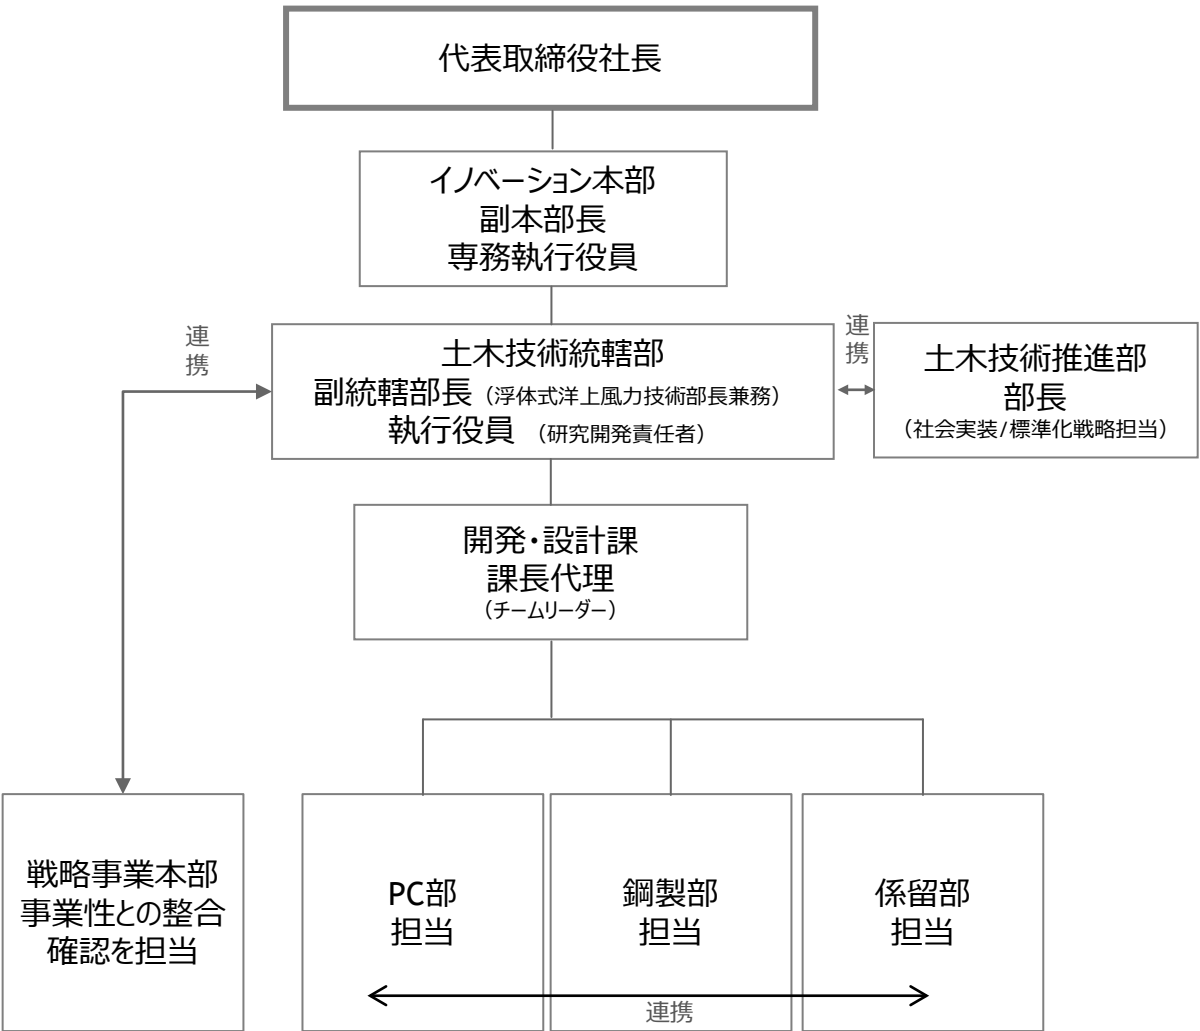 代表取締役社長
イノベーション本部
副本部長
専務執行役員
連携
土木技術統轄部
副統轄部長（浮体式洋上風力技術部長兼務）
執行役員 （研究開発責任者）
連携
土木技術推進部
部長
（社会実装/標準化戦略担当）
開発・設計課
課長代理
（チームリーダー）
戦略事業本部
事業性との整合
確認を担当
PC部
担当
鋼製部
担当
係留部
担当
連携